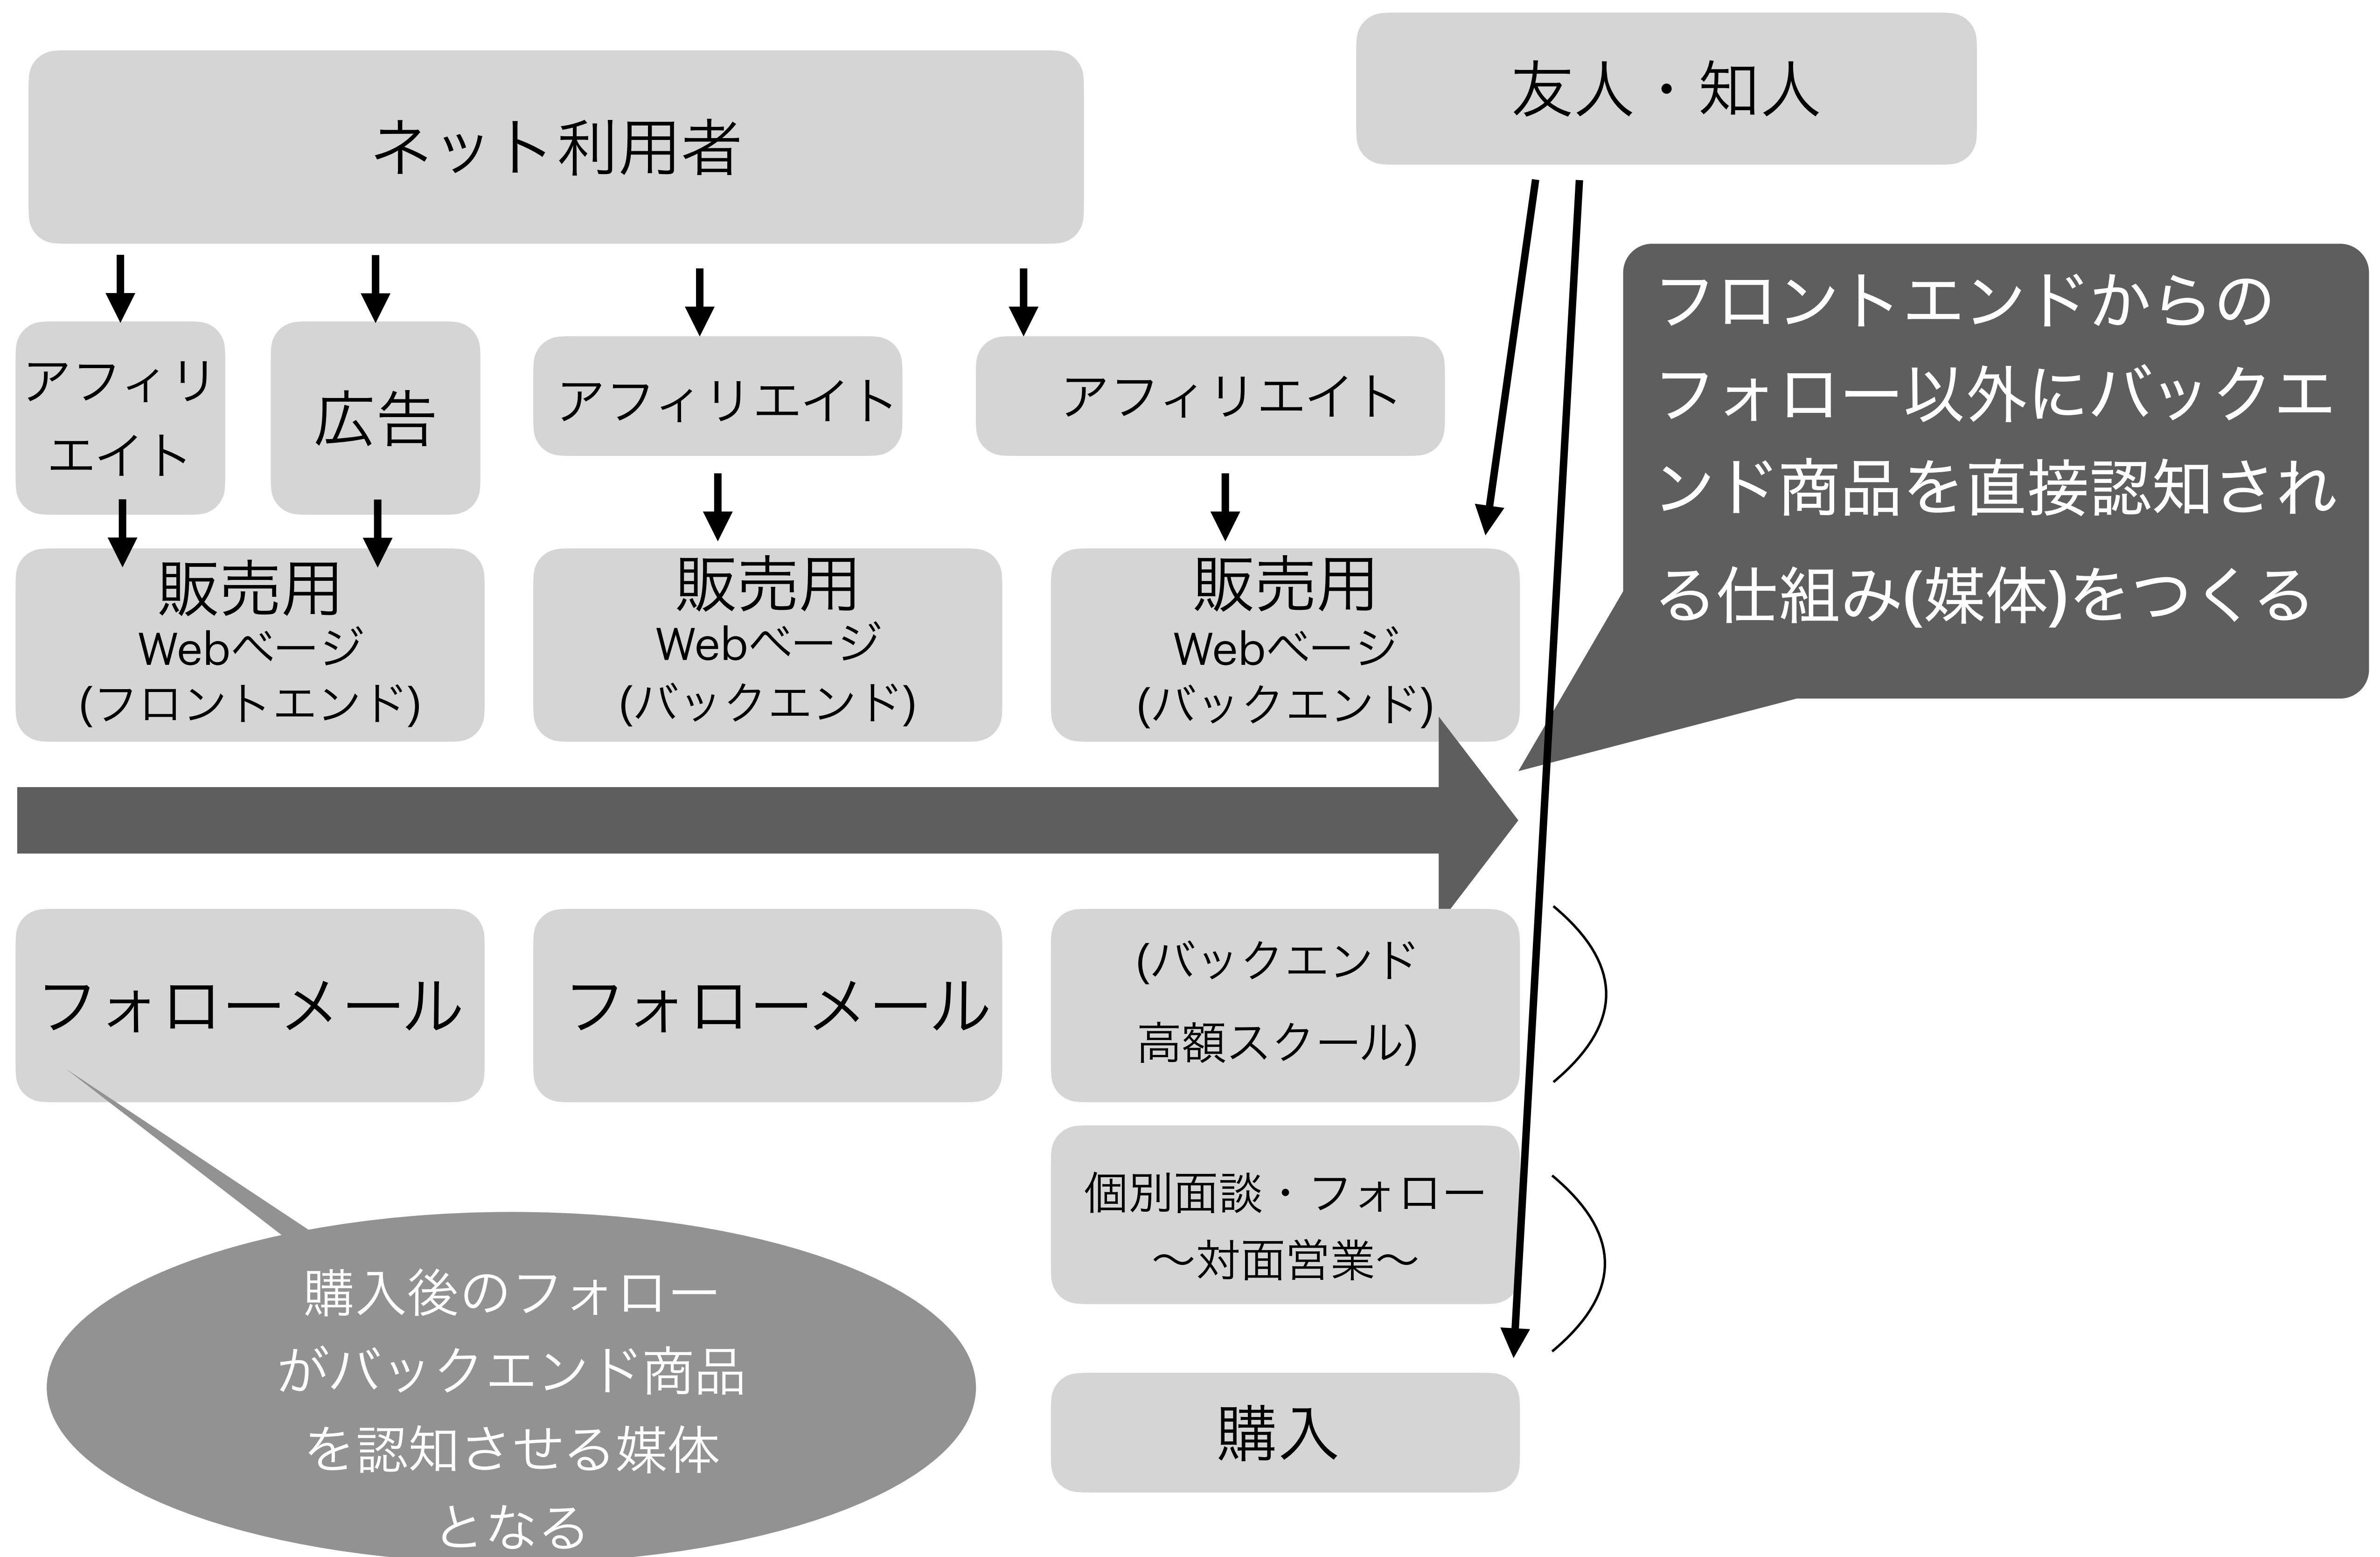 ネット利用者
友人・知人
アフィリ
エイト
広告
アフィリエイト
アフィリエイト
フロントエンドからの
フォロー以外にバックエ
ンド商品を直接認知され
る仕組み(媒体)をつくる
販売用
Webページ
(フロントエンド)
販売用
Webページ
(バックエンド)
販売用
Webページ
(バックエンド)
フォローメール
フォローメール
(バックエンド
高額スクール)
個別面談・フォロー
〜対面営業〜
購入
購入後のフォロー
がバックエンド商品
を認知させる媒体
となる